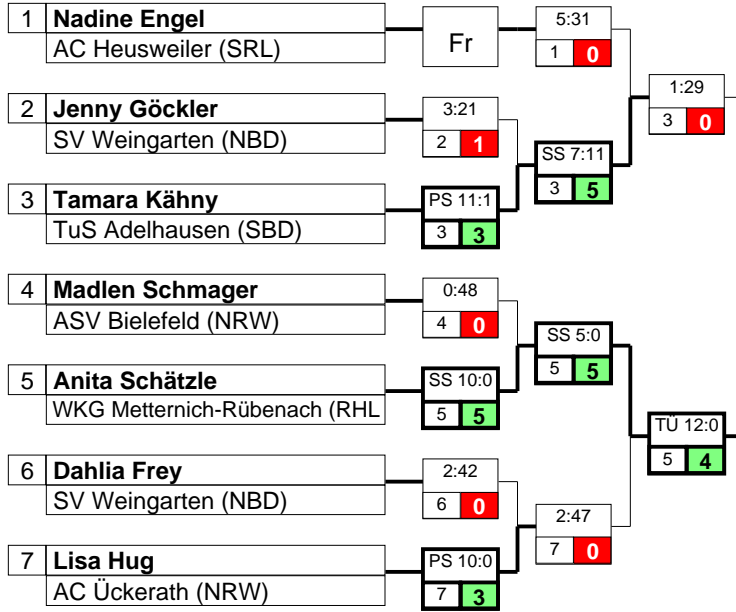 1 Nadine Engel
AC Heusweiler (SRL)
Fr
5:31
1 0
2 Jenny Göckler
SV Weingarten (NBD)
3:21
2 1
1:29
3 0
SS 7:11
3 5
3 Tamara Kähny
TuS Adelhausen (SBD)
PS 11:1
3 3
4 Madlen Schmager
ASV Bielefeld (NRW)
0:48
4 0
SS 5:0
5 5
5 Anita Schätzle
WKG Metternich-Rübenach (RHL
SS 10:0
5 5
TÜ 12:0
5 4
6 Dahlia Frey
SV Weingarten (NBD)
2:42
6 0
2:47
7 0
7 Lisa Hug
AC Ückerath (NRW)
PS 10:0
7 3